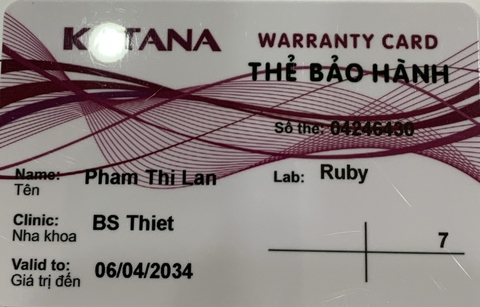 KATANA WARRANTY CARD
THẺ BẢO HÀNH
Số the: 04246430
Name: Pham Thi Lan Lab: Ruby
Tên
Clinic: BS Thiet
Nha khoa
7
Valid to: 06/04/2034
Giá trị đến